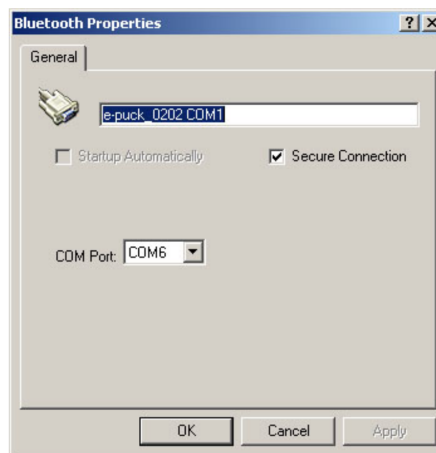 Bluetooth Properties
General
e-puck_0202 COM1
Startup Automatically
Secure Connection
COM Port: COM6
OK
Cancel
Apply